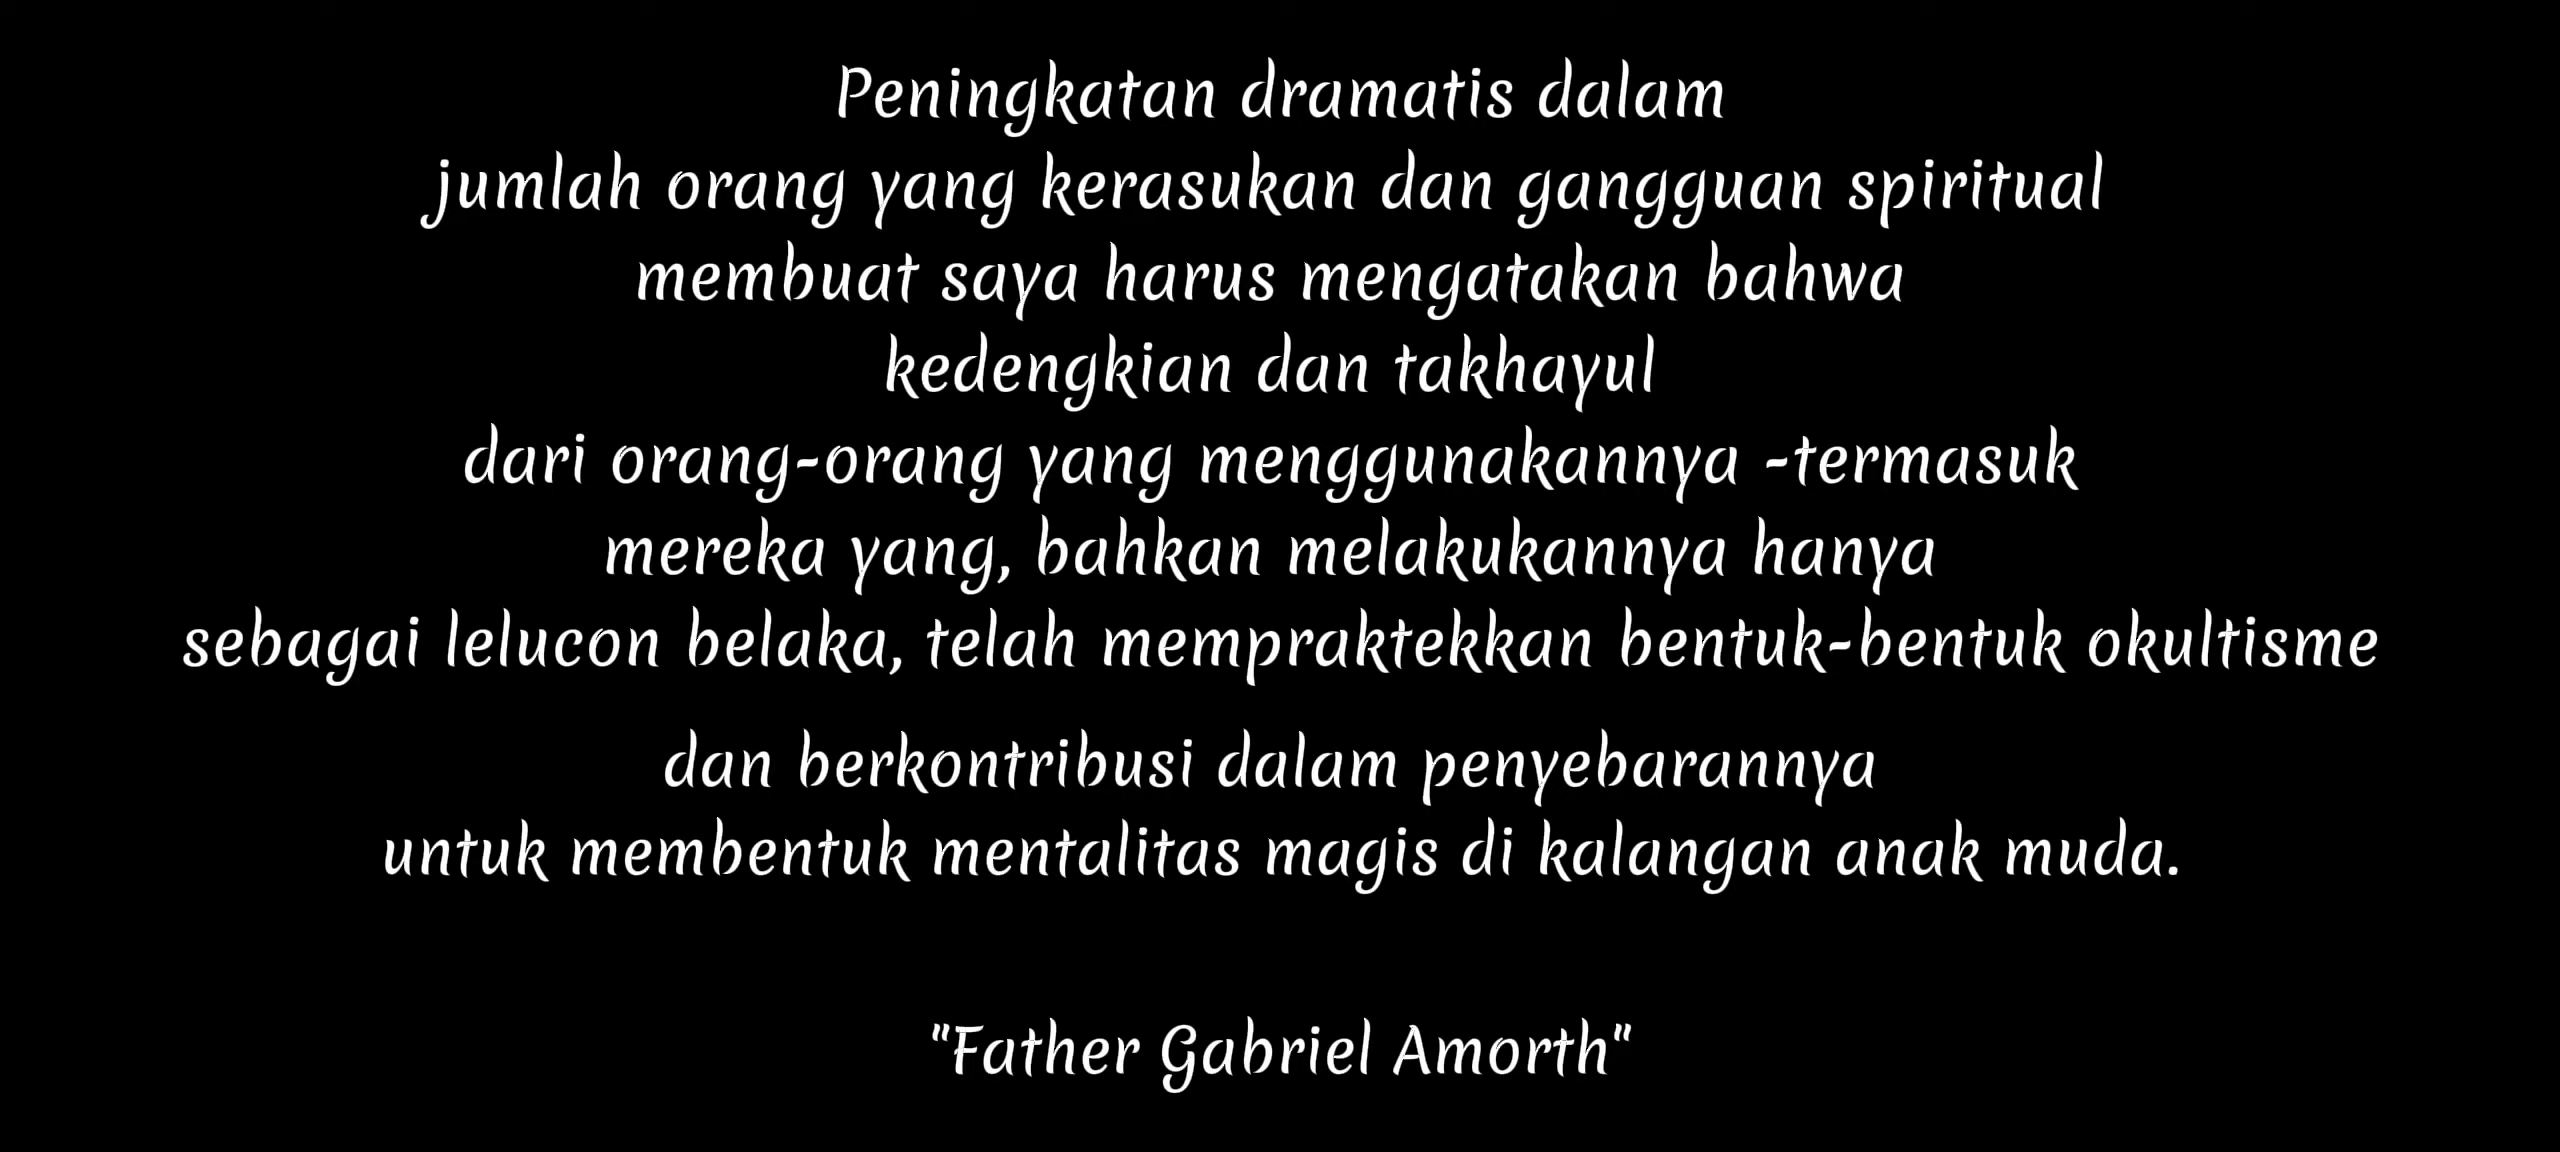 Peningkatan dramatis dalam
jumlah orang yang kerasukan dan gangguan spiritual
membuat saya harus mengatakan bahwa
kedengkian dan takhayul
dari orang-orang yang menggunakannya -termasuk
mereka yang, bahkan melakukannya hanya
sebagai lelucon belaka, telah mempraktekkan bentuk-bentuk okultisme
dan berkontribusi dalam penyebarannya
untuk membentuk mentalitas magis di kalangan anak muda.
"Father Gabriel Amorth"